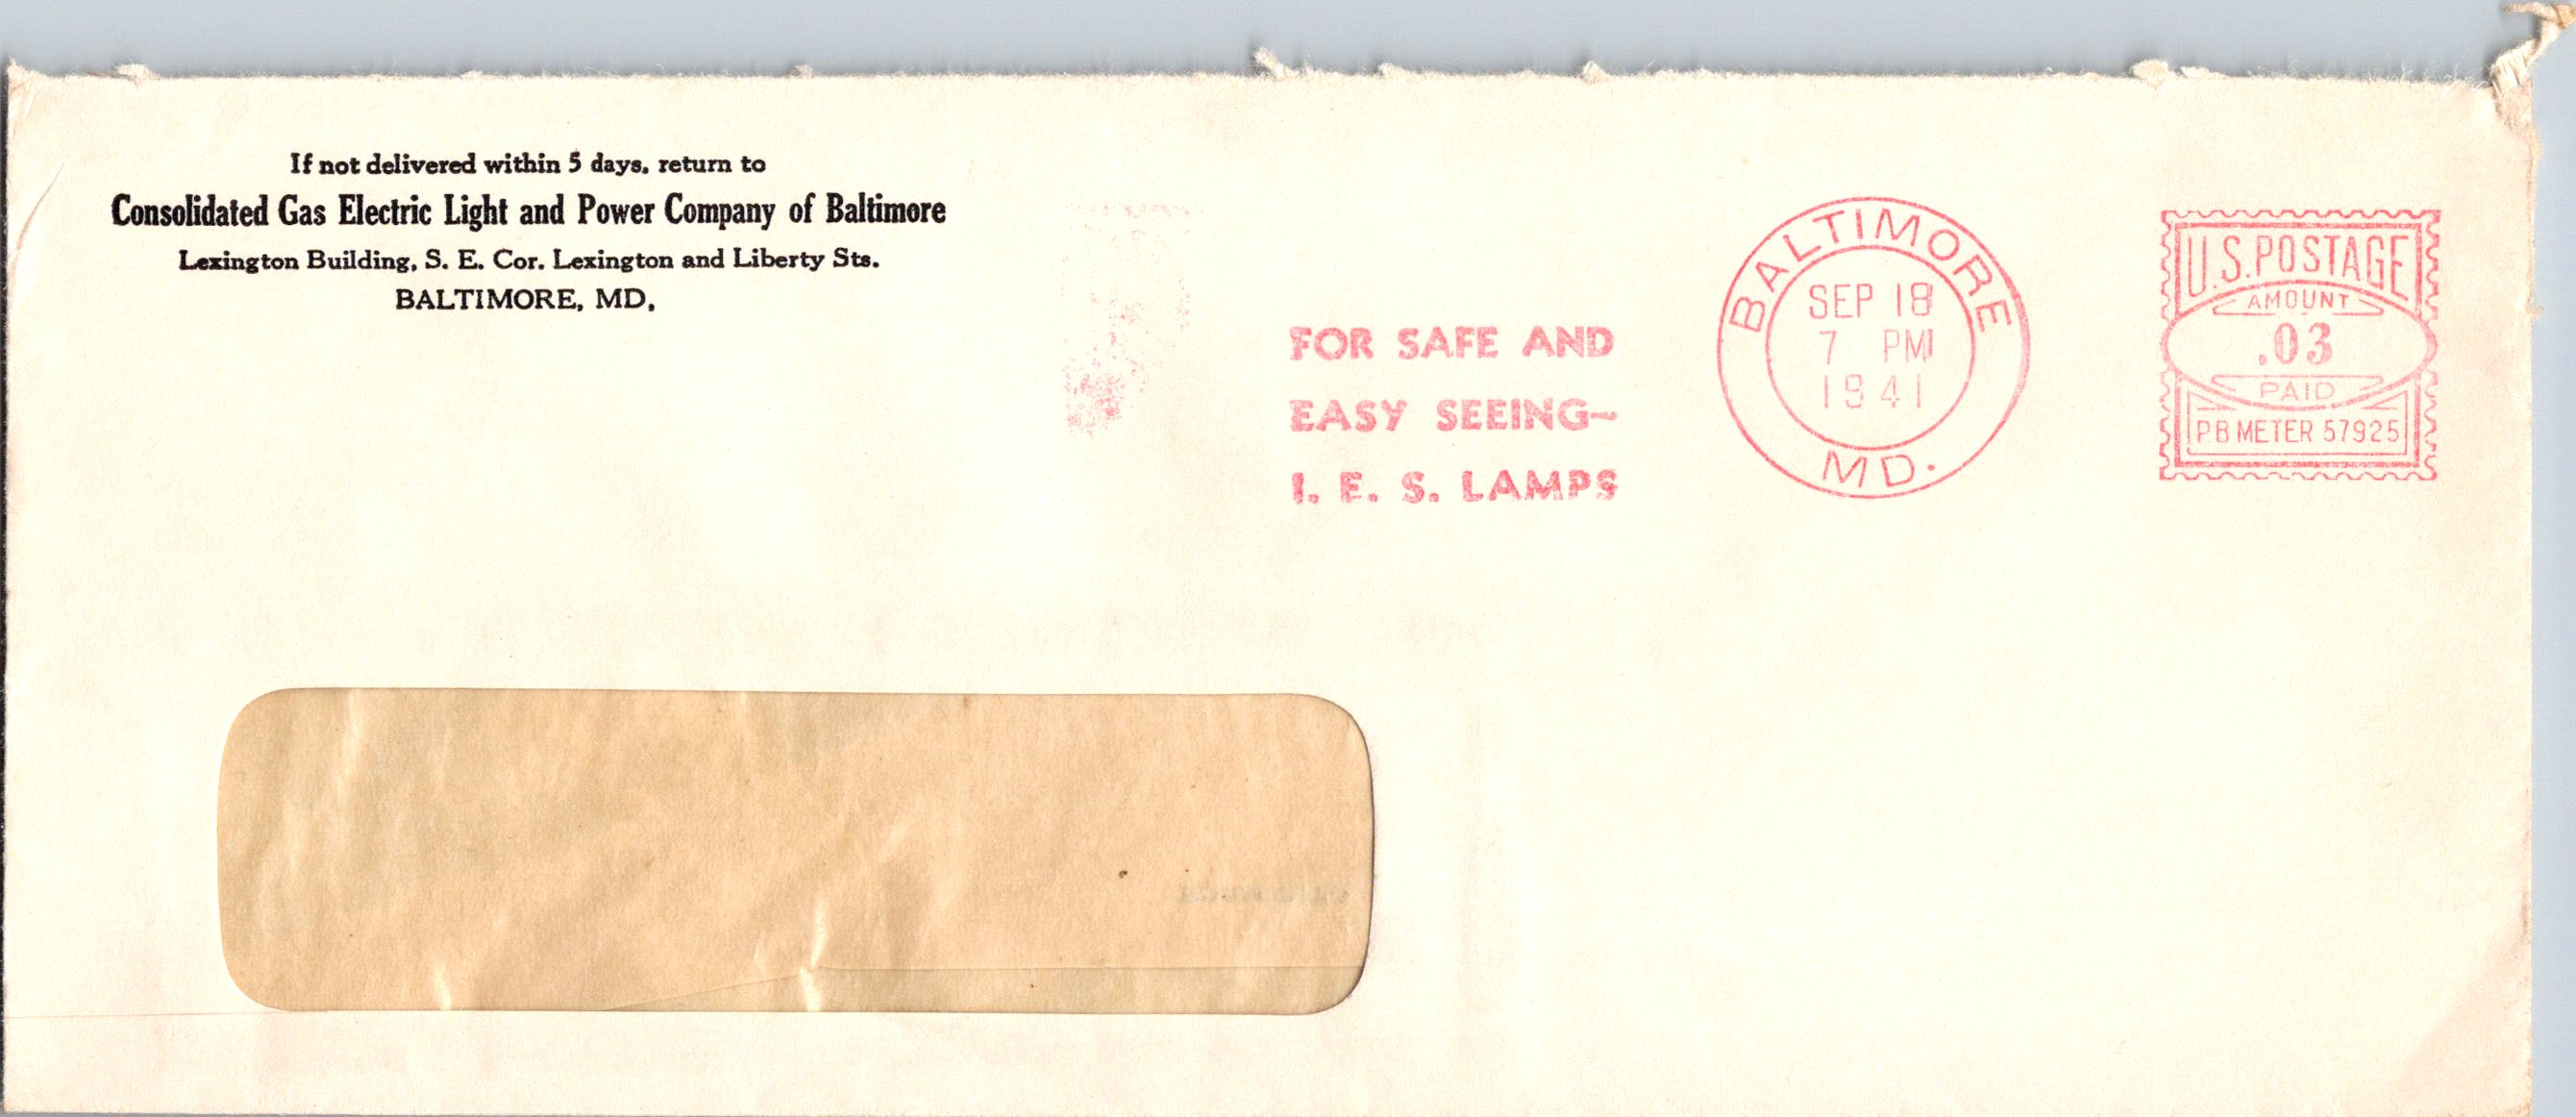 If not delivered within 5 days, return to
Consolidated Gas Electric Light and Power Company of Baltimore
Lexington Building, S. E. Cor. Lexington and Liberty Sts.
BALTIMORE, MD,
FOR SAFE AND
EASY SEEING~
I. E. S. LAMPS
BALTIMORE
SEP 18
7 PM
1941
MD.
U.S. POSTAGE
AMOUNT
.03
PAID
PB METER 57925